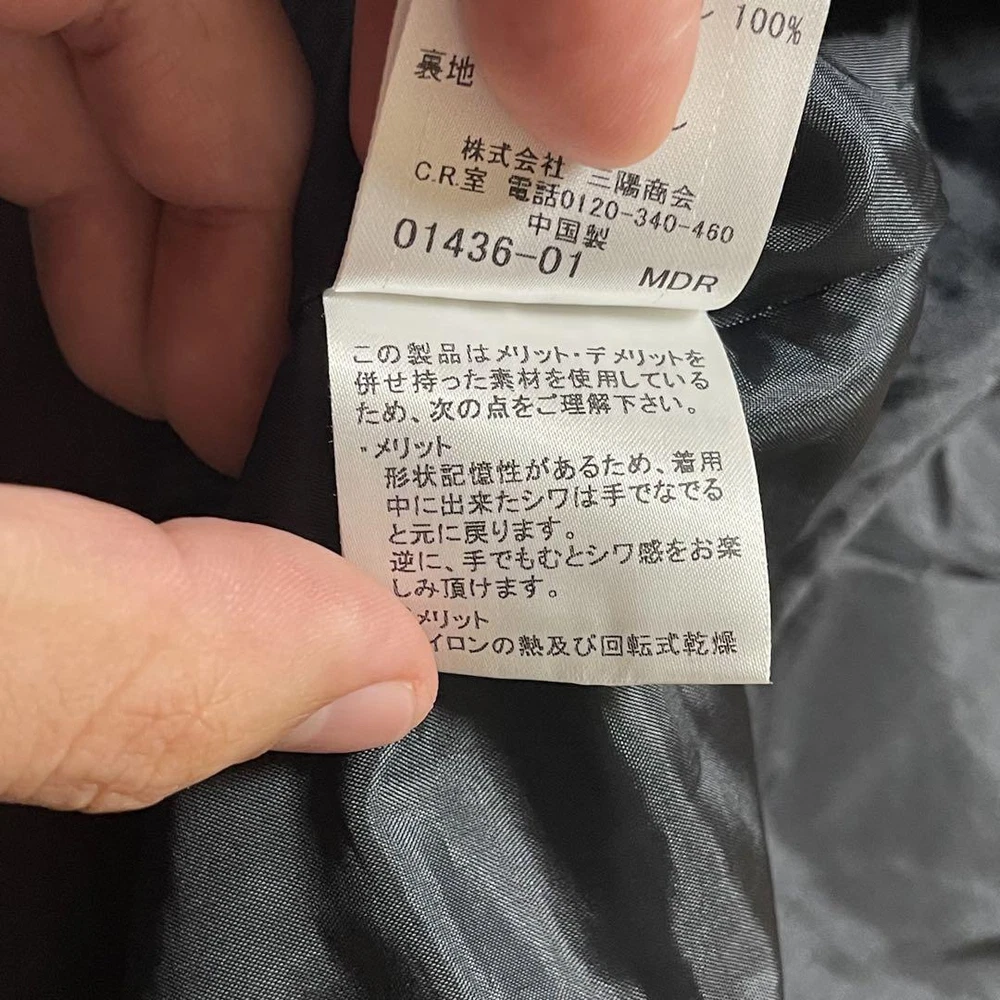 100%
裏地
株式会社 三陽商会
C.R.室 電話0120-340-460
中国製
01436-01 MDR
この製品はメリット・デメリットを
併せ持った素材を使用している
ため、次の点をご理解下さい。
・メリット
形状記憶性があるため、着用
中に出来たシワは手でなでる
と元に戻ります。
逆に、手でもむとシワ感をお楽
しみ頂けます。
メリット
イロンの熱及び回転式乾燥